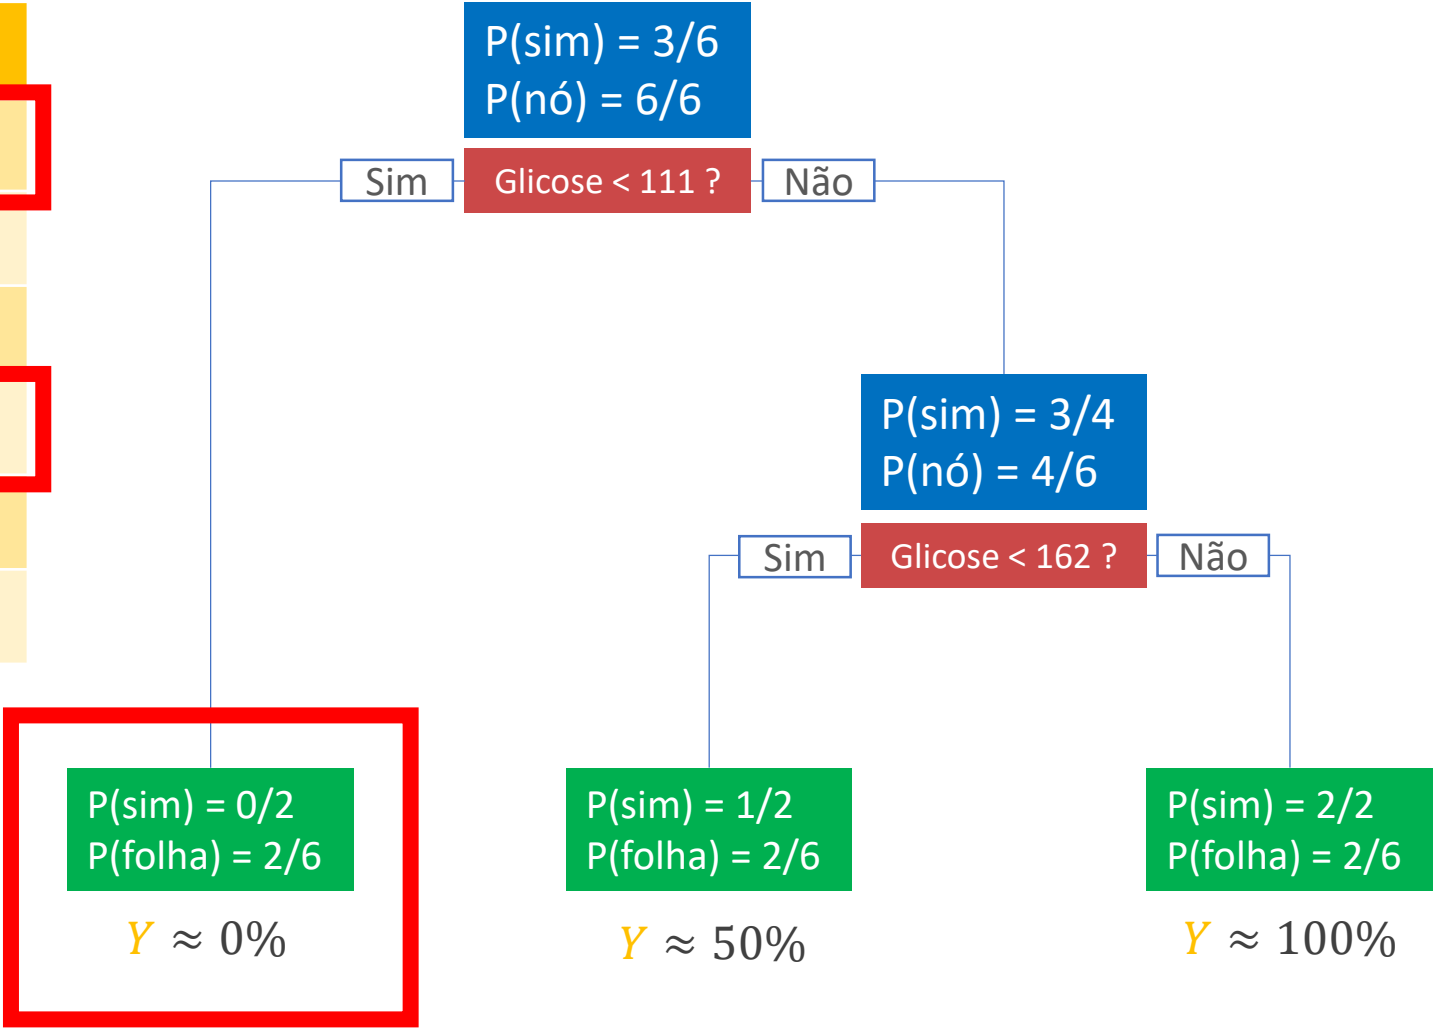 P(sim) = 3/6
P(nó) = 6/6
Sim
Glicose < 111 ?
Não
P(sim) = 3/4
P(nó) = 4/6
Sim
Glicose < 162 ?
Não
P(sim) = 0/2
P(folha) = 2/6
Y ≈ 0%
P(sim) = 1/2
P(folha) = 2/6
Y ≈ 50%
P(sim) = 2/2
P(folha) = 2/6
Y ≈ 100%